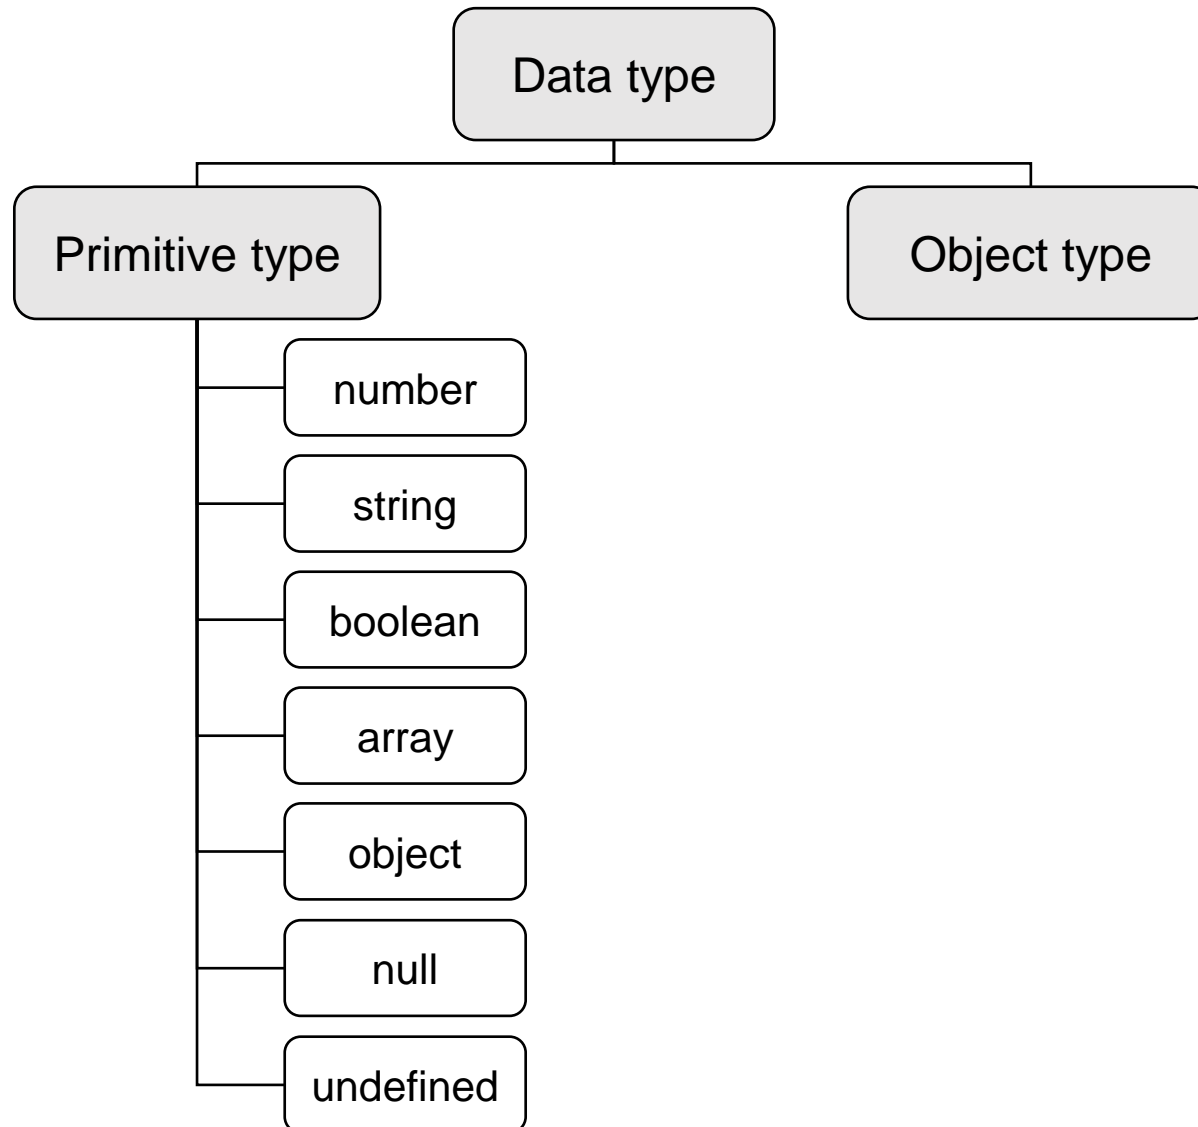 Data type
Primitive type
Object type
number
string
boolean
array
object
null
undefined